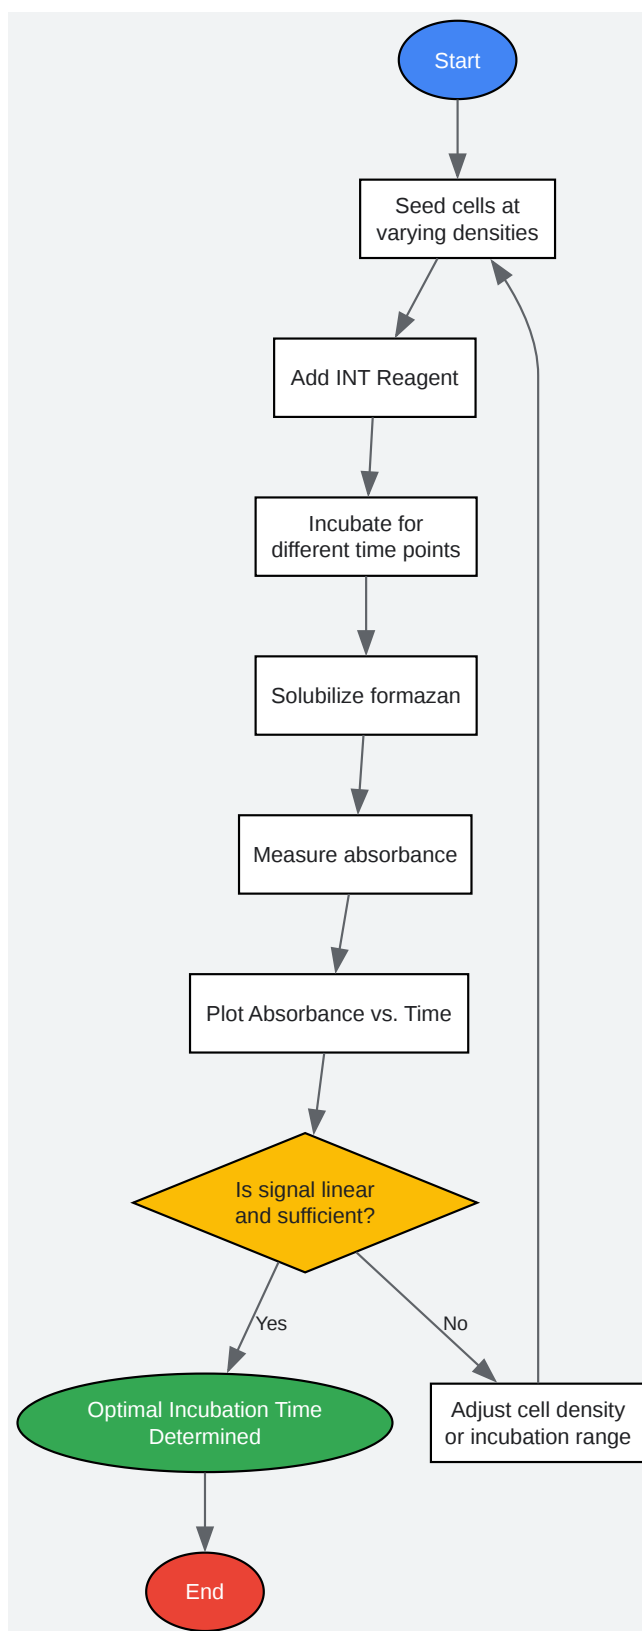 Start
Seed cells at
varying densities
Add INT Reagent
Incubate for
different time points
Solubilize formazan
Measure absorbance
Plot Absorbance vs. Time
Is signal linear
and sufficient?
Yes
No
Optimal Incubation Time
Determined
Adjust cell density
or incubation range
End